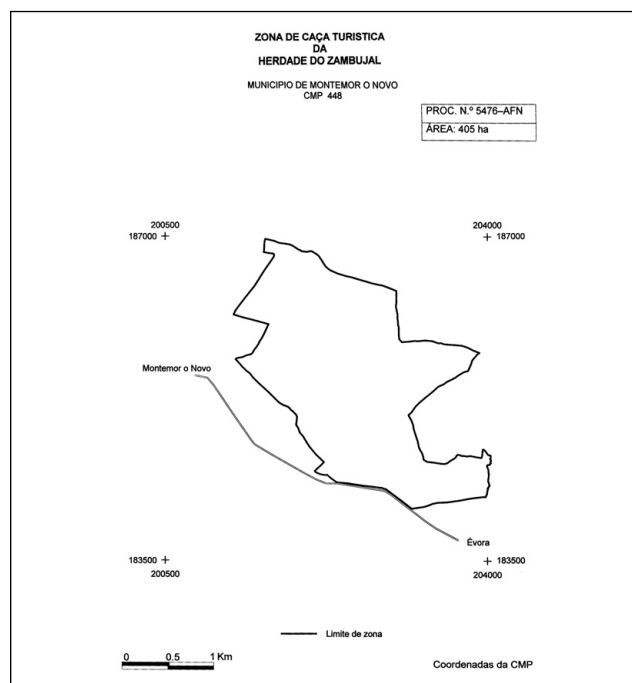 ZONA DE CAÇA TURISTICA
DA
HERDADE DO ZAMBUJAL
MUNICIPIO DE MONTEMOR O NOVO
CMP 448
PROC. N.º 5476–AFN
ÁREA: 405 ha
200500
187000
204000
187000
Montemor o Novo
Évora
183500
200500
183500
204000
Limite de zona
0 0.5 1 Km
Coordenadas da CMP